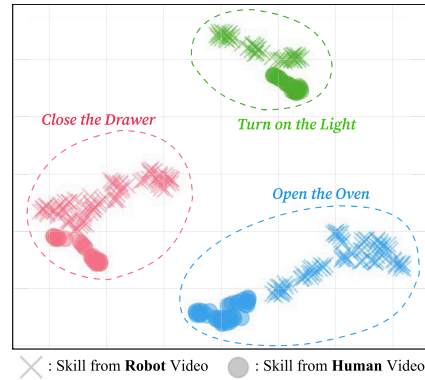 Close the Drawer
Turn on the Light
Open the Oven
: Skill from Robot Video
: Skill from Human Video